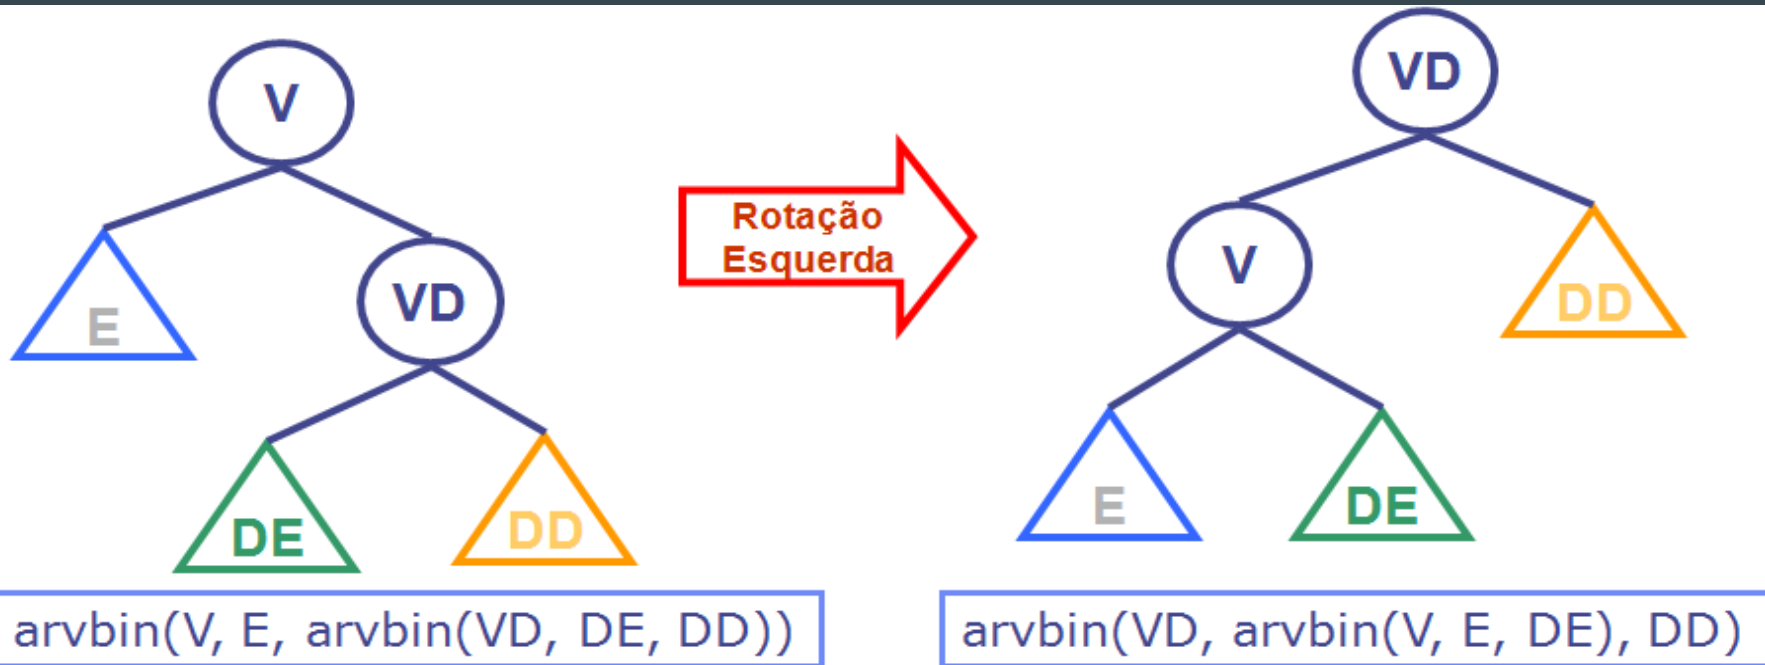 V
E
VD
DE
DD
arvbin(V, E, arvbin(VD, DE, DD))
Rotação
Esquerda
VD
V
DD
E
DE
arvbin(VD, arvbin(V, E, DE), DD)